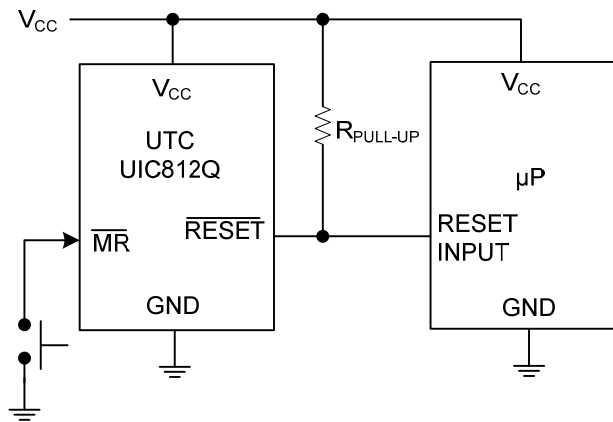 VCC
VCC
UTC
UIC812Q
MR
RESET
GND
RPULL-UP
VCC
µP
RESET
INPUT
GND